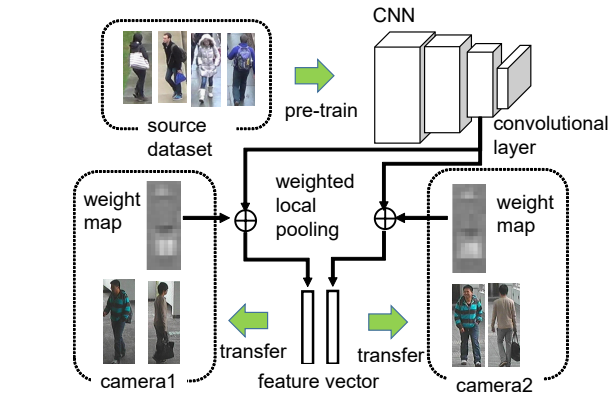 CNN
source
dataset
pre-train
convolutional
layer
weight
map
weighted
local
pooling
weight
map
transfer
transfer
camera1
feature vector
camera2